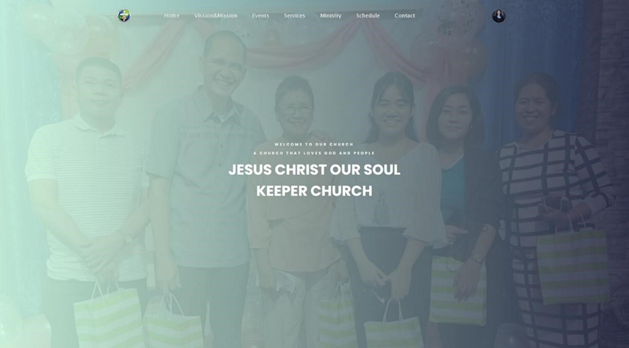 Home Vission&Mission Events Services Ministry Schedule Contact
WELCOME TO OUR CHURCH
A CHURCH THAT LOVES GOD AND PEOPLE
JESUS CHRIST OUR SOUL
KEEPER CHURCH